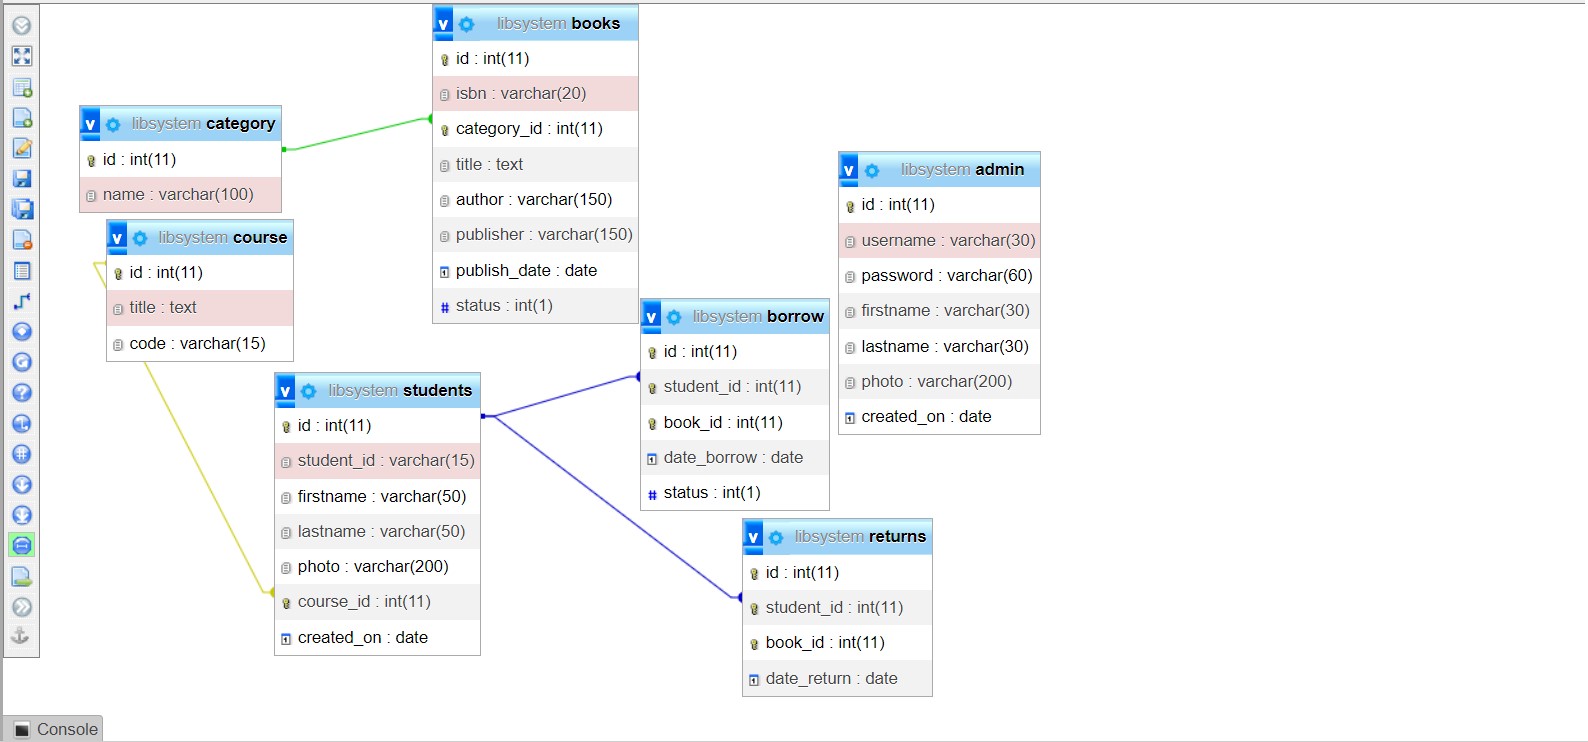 libsystem books
id : int(11)
isbn : varchar(20)
category_id : int(11)
title : text
author : varchar(150)
publisher : varchar(150)
publish_date : date
# status : int(1)
libsystem category
id : int(11)
name : varchar(100)
libsystem course
id : int(11)
title : text
code : varchar(15)
libsystem students
id : int(11)
student_id : varchar(15)
firstname : varchar(50)
lastname : varchar(50)
photo : varchar(200)
course_id : int(11)
created_on : date
libsystem borrow
id : int(11)
student_id : int(11)
book_id : int(11)
date_borrow : date
# status : int(1)
libsystem admin
id : int(11)
username : varchar(30)
password : varchar(60)
firstname : varchar(30)
lastname : varchar(30)
photo : varchar(200)
created_on : date
libsystem returns
id : int(11)
student_id : int(11)
book_id : int(11)
date_return : date
Console